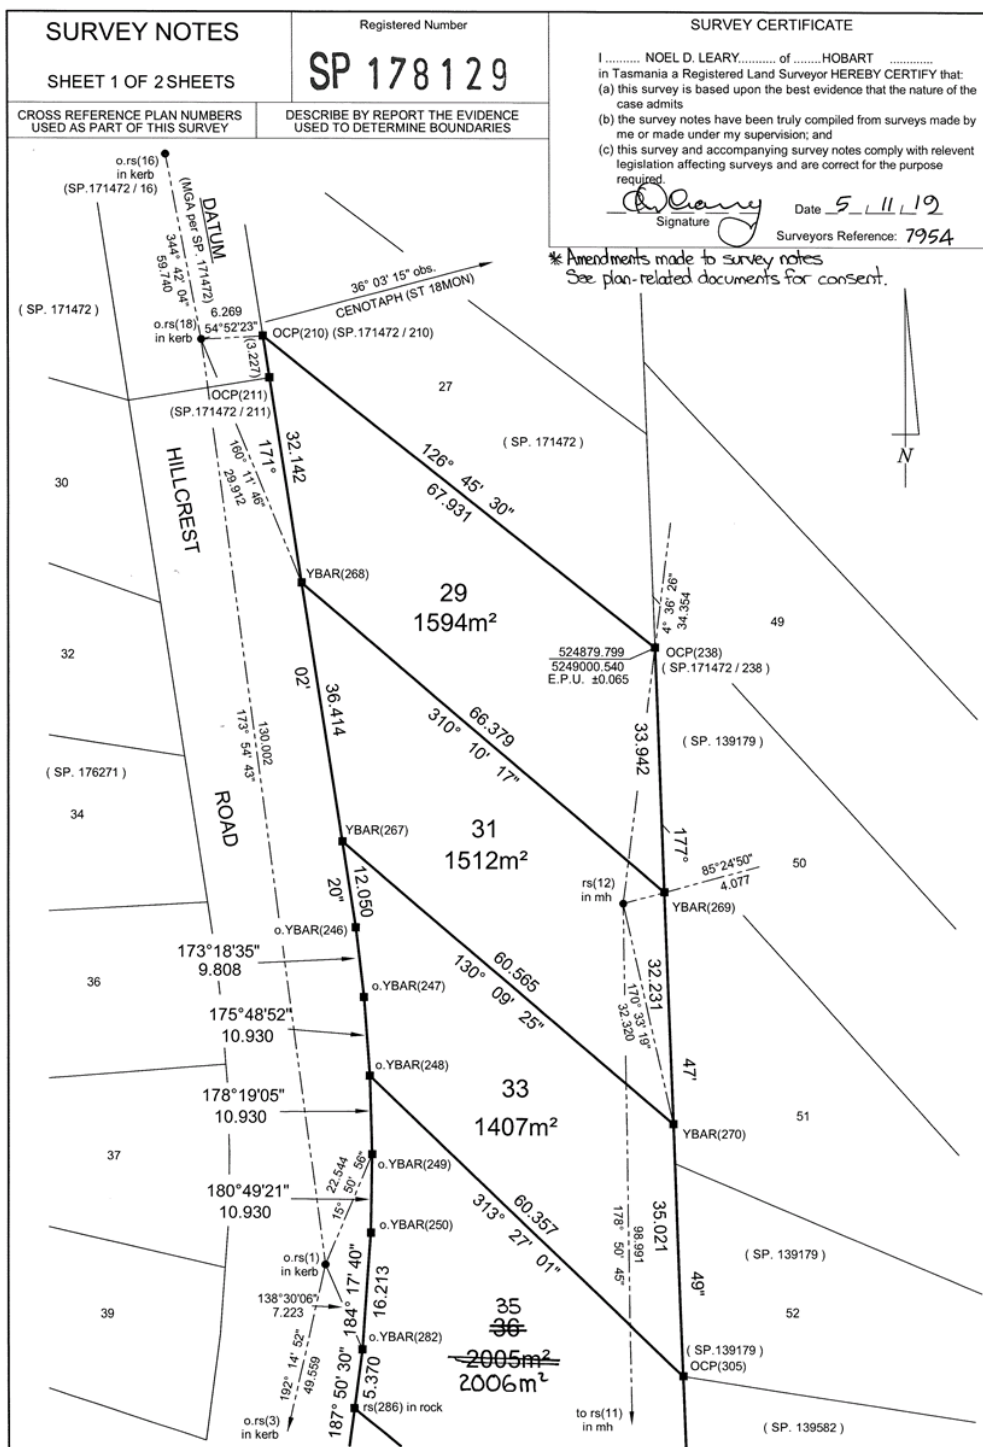 SURVEY NOTES
SHEET 1 OF 2 SHEETS
Registered Number
SP 178129
CROSS REFERENCE PLAN NUMBERS
USED AS PART OF THIS SURVEY
DESCRIBE BY REPORT THE EVIDENCE
USED TO DETERMINE BOUNDARIES
SURVEY CERTIFICATE
I .......... NOEL D. LEARY........... of ........HOBART ............
in Tasmania a Registered Land Surveyor HEREBY CERTIFY that:
(a) this survey is based upon the best evidence that the nature of the
case admits
(b) the survey notes have been truly compiled from surveys made by
me or made under my supervision; and
(c) this survey and accompanying survey notes comply with relevent
legislation affecting surveys and are correct for the purpose
required.
Signature
Date 5 11 19
Surveyors Reference: 7954
* Amendments made to survey notes
See plan-related documents for consent.
o.rs(16)
in kerb
(SP.171472 / 16)
DATUM
(MGA per SP. 171472)
344° 42' 04"
59.740
( SP. 171472 )
o.rs(18)
in kerb
6.269
54°52'23"
36° 03' 15" obs.
CENOTAPH (ST 18MON)
OCP(210) (SP.171472 / 210)
(3.227)
OCP(211)
(SP.171472 / 211)
27
( SP. 171472 )
N
30
HILLCREST
171°
32.142
160° 11' 46"
29.912
126° 45' 30"
67.931
YBAR(268)
29
1594m²
4° 36' 26"
34.354
49
524879.799
5249000.540
E.P.U. ±0.065
OCP(238)
( SP.171472 / 238 )
32
02'
36.414
66.379
310° 10' 17"
33.942
( SP. 139179 )
130.002
173° 54' 43"
( SP. 176271 )
34
ROAD
YBAR(267)
31
1512m²
177°
85°24'50"
4.077
50
rs(12)
in mh
YBAR(269)
20"
12.050
o.YBAR(246)
173°18'35"
9.808
60.565
130° 09' 25"
32.231
170° 33' 19"
32.320
36
o.YBAR(247)
175°48'52"
10.930
o.YBAR(248)
47'
178°19'05"
10.930
33
1407m²
51
YBAR(270)
37
22.544
15° 50' 56"
o.YBAR(249)
180°49'21"
10.930
60.357
313° 27' 01"
35.021
98.991
178° 50' 45"
o.YBAR(250)
( SP. 139179 )
o.rs(1)
in kerb
49"
138°30'06"
7.223
184° 17' 40"
16.213
39
35
36
2005m²
2006m²
52
o.YBAR(282)
( SP.139179 )
OCP(305)
192° 14' 52"
49.559
187° 50' 30"
5.370
rs(286) in rock
o.rs(3)
in kerb
to rs(11)
in mh
( SP. 139582 )